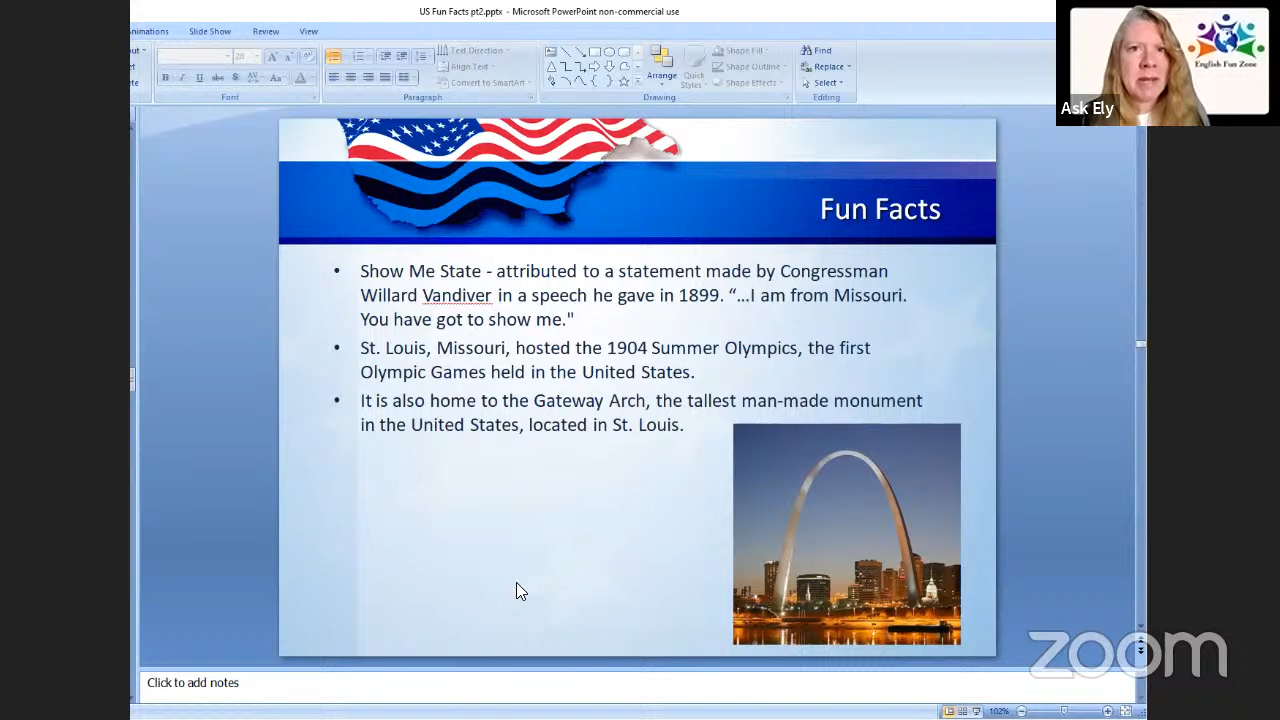 US Fun Facts pt2.pptx - Microsoft PowerPoint non-commercial use
Slide Show Review View
28
Text Direction
Align Text
Convert to SmartArt
Arrange
Quick
Styles
Shape Fill
Shape Outline
Shape Effects
Find
Replace
Select
B I U abe S AV Aa A
Font Paragraph Drawing Editing
English Fun Zone
Ask Ely
Fun Facts
• Show Me State - attributed to a statement made by Congressman
Willard Vandiver in a speech he gave in 1899. “…I am from Missouri.
You have got to show me."
• St. Louis, Missouri, hosted the 1904 Summer Olympics, the first
Olympic Games held in the United States.
• It is also home to the Gateway Arch, the tallest man-made monument
in the United States, located in St. Louis.
zoom
Click to add notes
102%